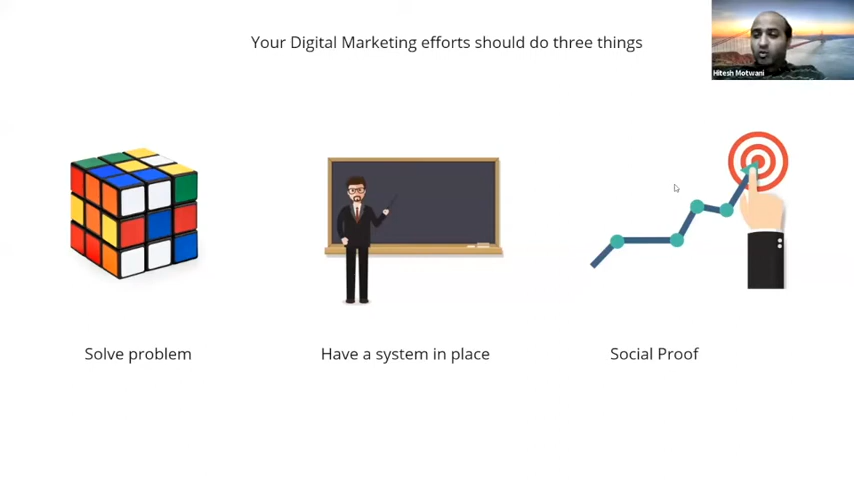 Your Digital Marketing efforts should do three things
Hitesh Motwani
Solve problem
Have a system in place
Social Proof